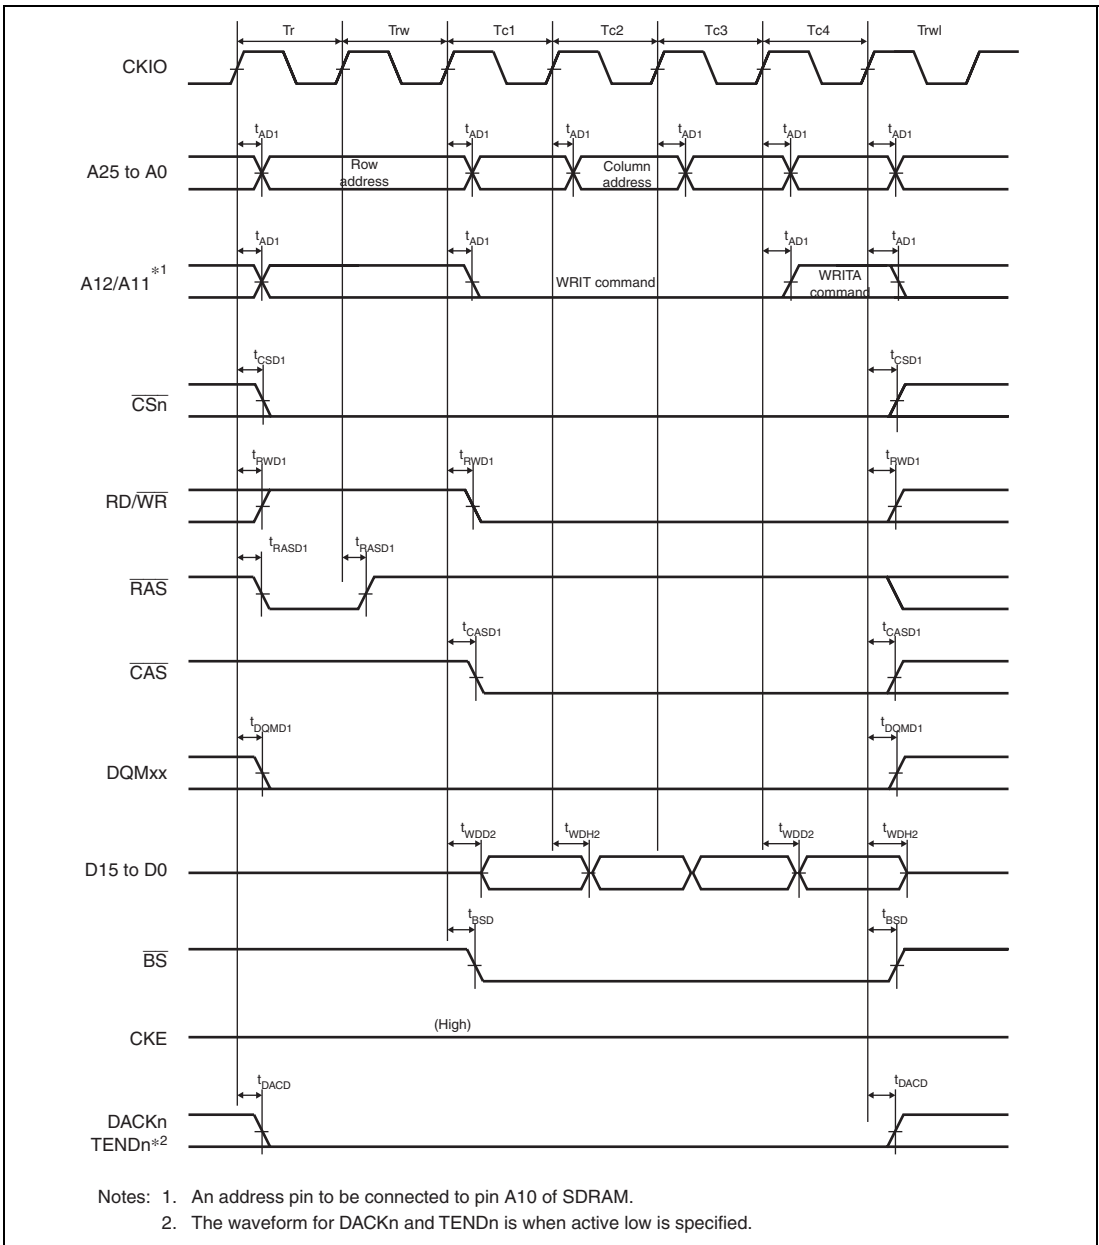 Tr Trw Tc1 Tc2 Tc3 Tc4 Trwl
CKIO
tAD1 tAD1 tAD1 tAD1 tAD1 tAD1
A25 to A0
Row address
Column address
tAD1 tAD1 tAD1 tAD1
A12/A11*1
WRIT command
WRITA command
tCSD1 tCSD1
CSn
tRWD1 tRWD1 tRWD1
RD/WR
tRASD1 tRASD1
RAS
tCASD1 tCASD1
CAS
tDQMD1 tDQMD1
DQMxx
tWDD2 tWDH2 tWDD2 tWDH2
D15 to D0
tBSD tBSD
BS
(High)
CKE
tDACD tDACD
DACKn
TENDn*2
Notes: 1. An address pin to be connected to pin A10 of SDRAM.
2. The waveform for DACKn and TENDn is when active low is specified.